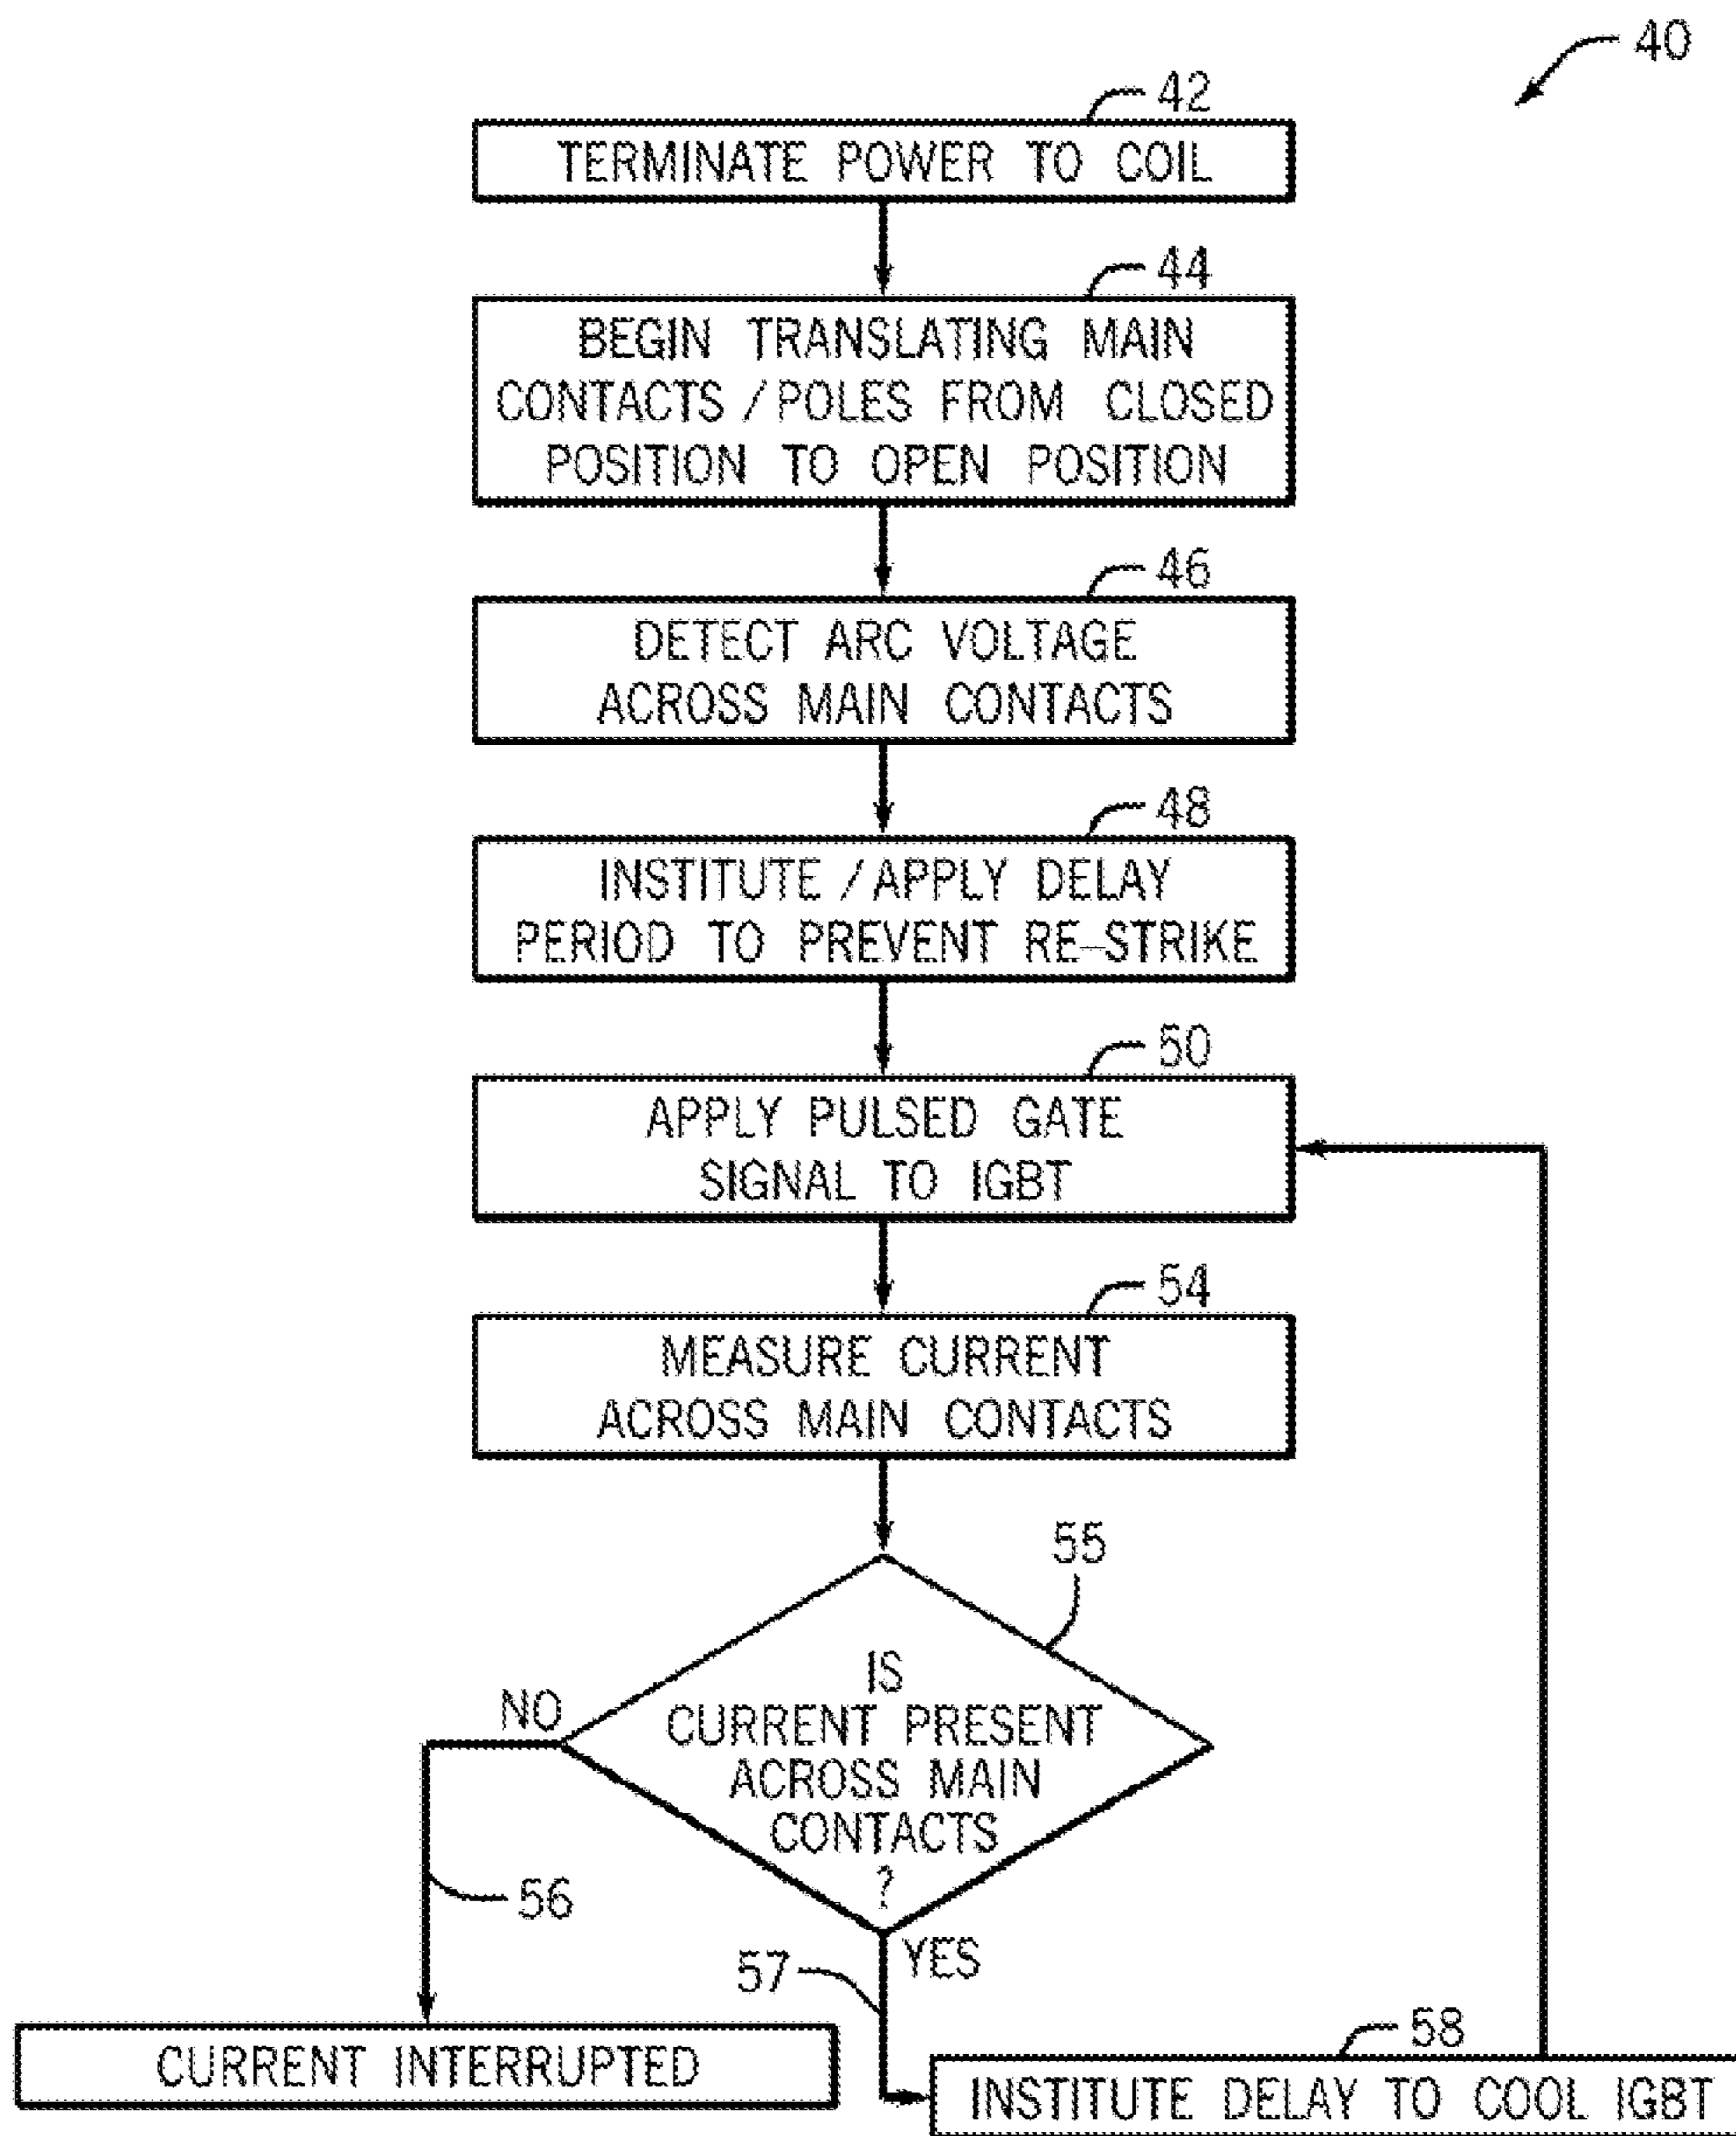 40
42
TERMINATE POWER TO COIL
44
BEGIN TRANSLATING MAIN
CONTACTS / POLES FROM CLOSED
POSITION TO OPEN POSITION
46
DETECT ARC VOLTAGE
ACROSS MAIN CONTACTS
48
INSTITUTE / APPLY DELAY
PERIOD TO PREVENT RE–STRIKE
50
APPLY PULSED GATE
SIGNAL TO IGBT
54
MEASURE CURRENT
ACROSS MAIN CONTACTS
55
IS
CURRENT PRESENT
ACROSS MAIN
CONTACTS
?
NO
56
YES
57
CURRENT INTERRUPTED
58
INSTITUTE DELAY TO COOL IGBT